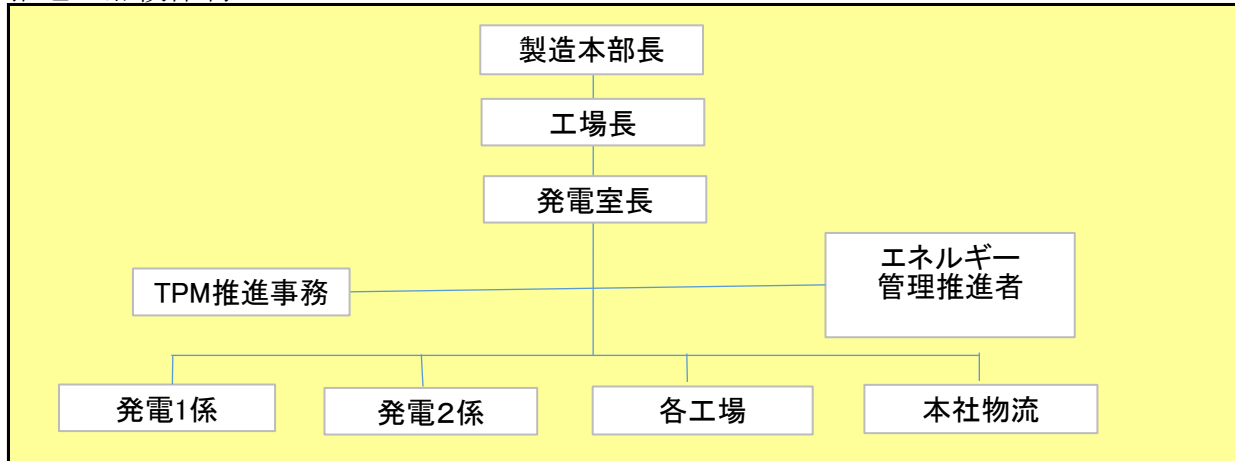 製造本部長
工場長
発電室長
エネルギー
管理推進者
TPM推進事務
発電1係
発電２係
各工場
本社物流